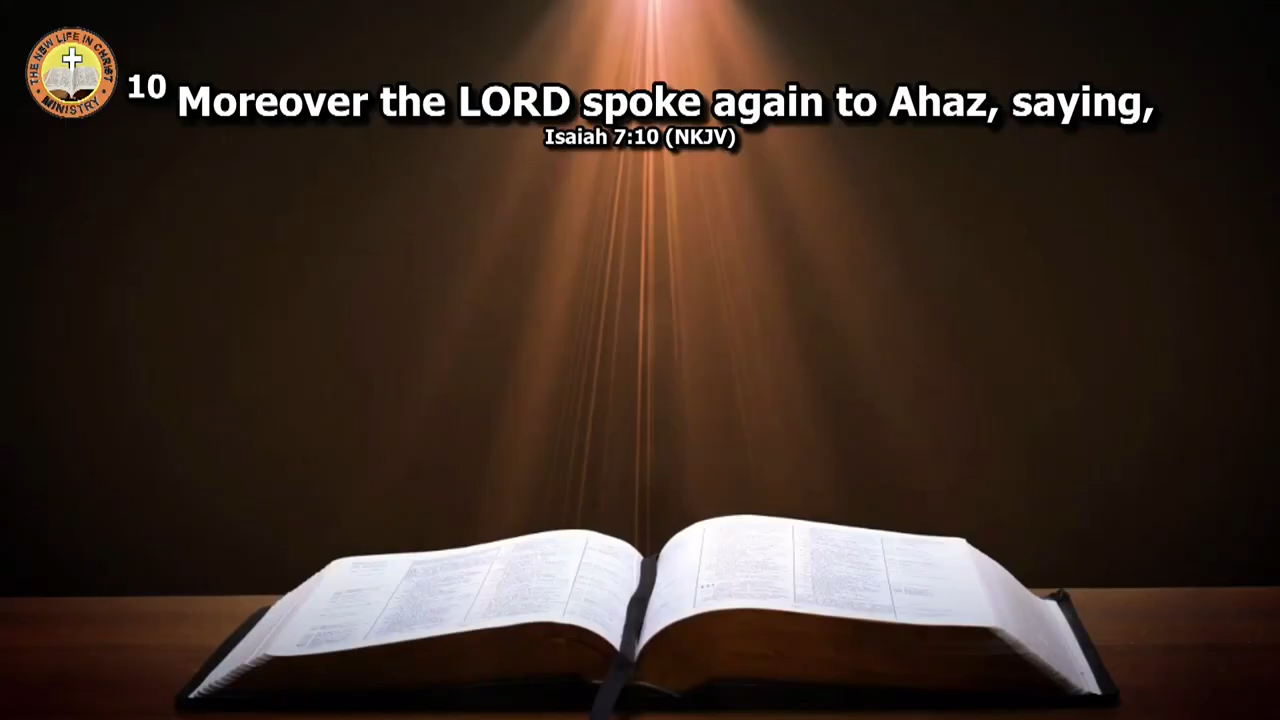 THE NEW LIFE IN CHRIST
MINISTRY
10 Moreover the LORD spoke again to Ahaz, saying,
Isaiah 7:10 (NKJV)